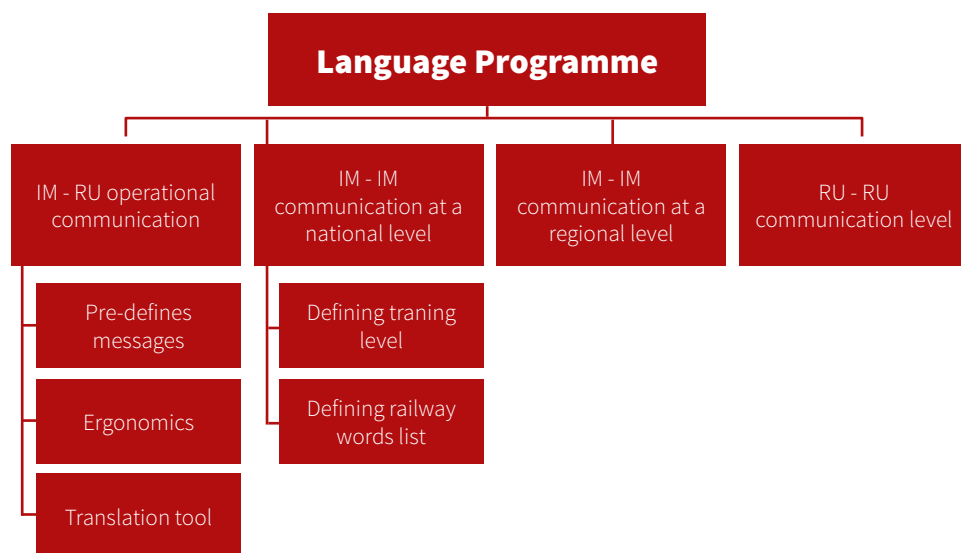 Language Programme
IM - RU operational
communication
IM - IM
communication at a
national level
IM - IM
communication at a
regional level
RU - RU
communication level
Pre-defines
messages
Ergonomics
Translation tool
Defining traning
level
Defining railway
words list